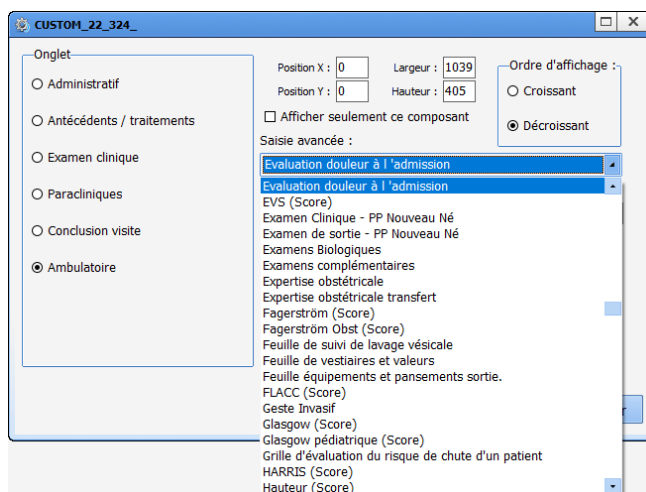 CUSTOM_22_324_
Onglet
Administratif
Antécédents / traitements
Examen clinique
Paracliniques
Conclusion visite
Ambulatoire
Position X : 0 Largeur : 1039
Position Y : 0 Hauteur : 405
Afficher seulement ce composant
Ordre d'affichage :
Croissant
Décroissant
Saisie avancée :
Evaluation douleur à l 'admission
Evaluation douleur à l 'admission
EVS (Score)
Examen Clinique - PP Nouveau Né
Examen de sortie - PP Nouveau Né
Examens Biologiques
Examens complémentaires
Expertise obstétricale
Expertise obstétricale transfert
Fagerström (Score)
Fagerström Obst (Score)
Feuille de suivi de lavage vésicale
Feuille de vestiaires et valeurs
Feuille équipements et pansements sortie.
FLACC (Score)
Geste Invasif
Glasgow (Score)
Glasgow pédiatrique (Score)
Grille d'évaluation du risque de chute d'un patient
HARRIS (Score)
Hauteur (Score)